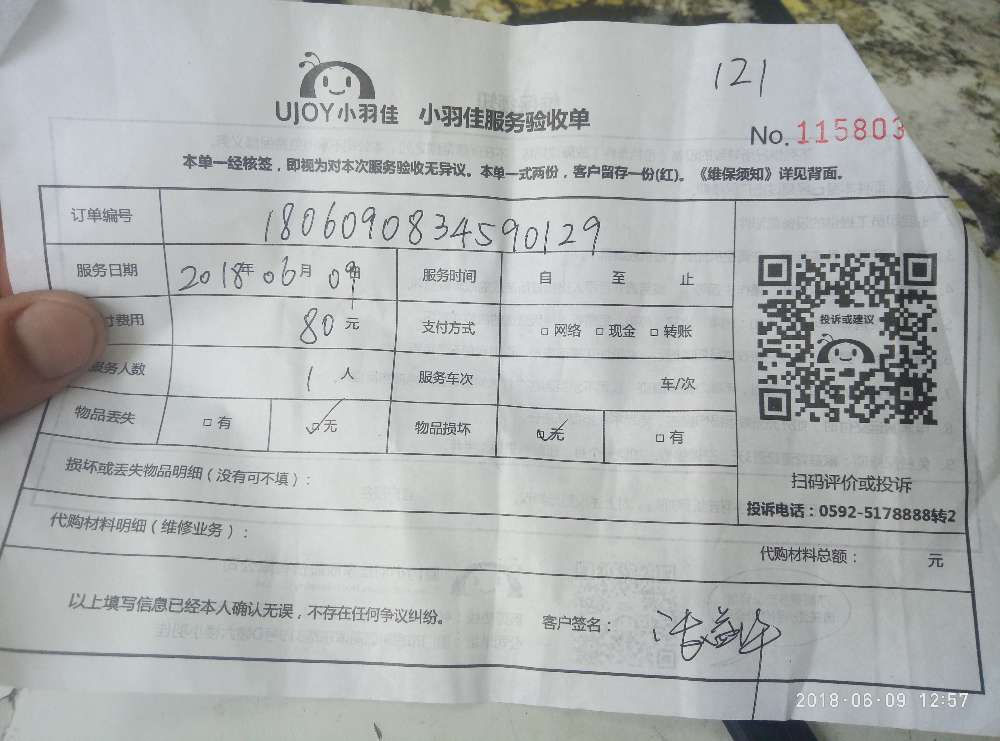 121
UJOY小羽佳 小羽佳服务验收单
No. 115803
本单一经核签，即视为对本次服务验收无异议。本单一式两份，客户留存一份(红)。《维保须知》详见背面。
订单编号 1806090834590129
服务日期 2018年06月09日 服务时间 自 至 止
付费用 80元 支付方式 □网络 □现金 □转账
服务人数 1人 服务车次 车/次
物品丢失 □有 ☑无 物品损坏 ☑无 □有
投诉或建议
扫码评价或投诉
投诉电话：0592-5178888转2
损坏或丢失物品明细（没有可不填）：
代购材料明细（维修业务）：
代购材料总额： 元
以上填写信息已经本人确认无误，不存在任何争议纠纷。
客户签名：
2018-06-09 12:57